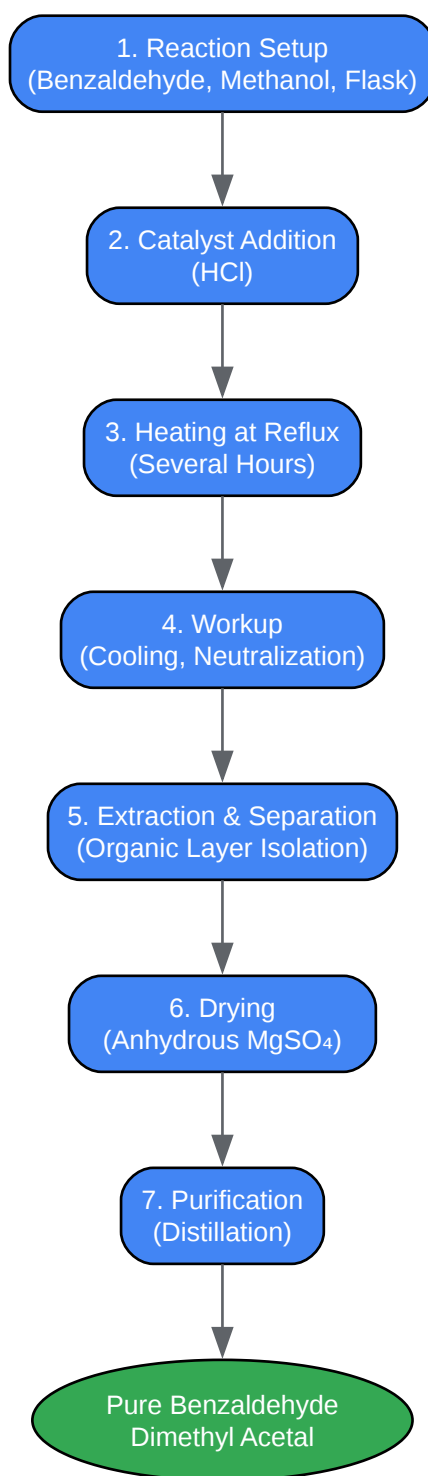 1. Reaction Setup
(Benzaldehyde, Methanol, Flask)
2. Catalyst Addition
(HCl)
3. Heating at Reflux
(Several Hours)
4. Workup
(Cooling, Neutralization)
5. Extraction & Separation
(Organic Layer Isolation)
6. Drying
(Anhydrous MgSO₄)
7. Purification
(Distillation)
Pure Benzaldehyde
Dimethyl Acetal